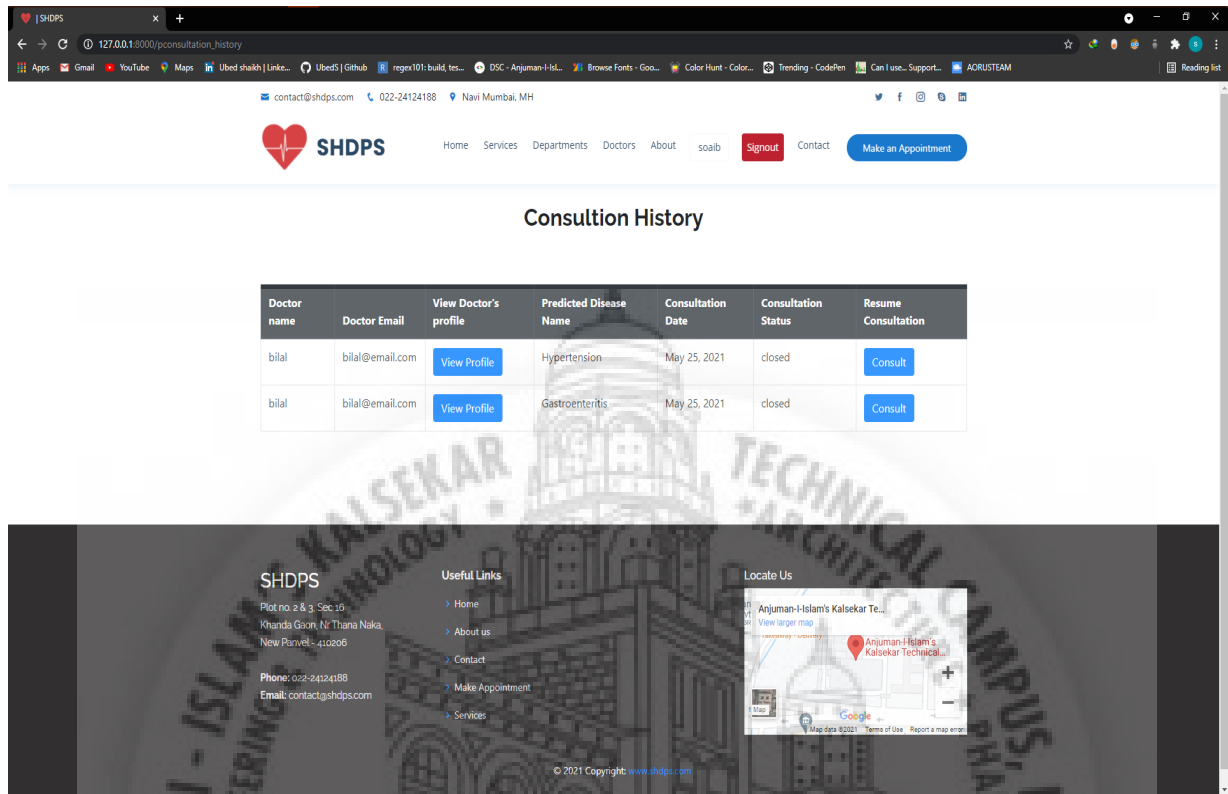 | SHDPS
127.0.0.1:8000/pconsultation_history
Apps Gmail YouTube Maps Ubed shaikh | Linke... UbedS | Github regex101: build, tes... DSC - Anjuman-I-Isl... Browse Fonts - Goo... Color Hunt - Color... Trending - CodePen Can I use... Support... AORUSTEAM Reading list
contact@shdps.com 022-24124188 Navi Mumbai, MH
SHDPS Home Services Departments Doctors About soaib Signout Contact Make an Appointment
Consultion History
Doctor name Doctor Email View Doctor's profile Predicted Disease Name Consultation Date Consultation Status Resume Consultation
bilal bilal@email.com View Profile Hypertension May 25, 2021 closed Consult
bilal bilal@email.com View Profile Gastroenteritis May 25, 2021 closed Consult
KALSEKAR TECHNICAL CAMPUS
SHDPS
Plot no. 2 & 3, Sec 16
Khanda Gaon, Nr Thana Naka,
New Panvel - 410206
Phone: 022-24124188
Email: contact@shdps.com
Useful Links
Home
About us
Contact
Make Appointment
Services
Locate Us
Anjuman-I-Islam's Kalsekar Te...
View larger map
Takeaway · Delivery
Anjuman-I-Islam's
Kalsekar Technical...
Map
Google
Map data ©2021 Terms of Use Report a map error
© 2021 Copyright: www.shdps.com